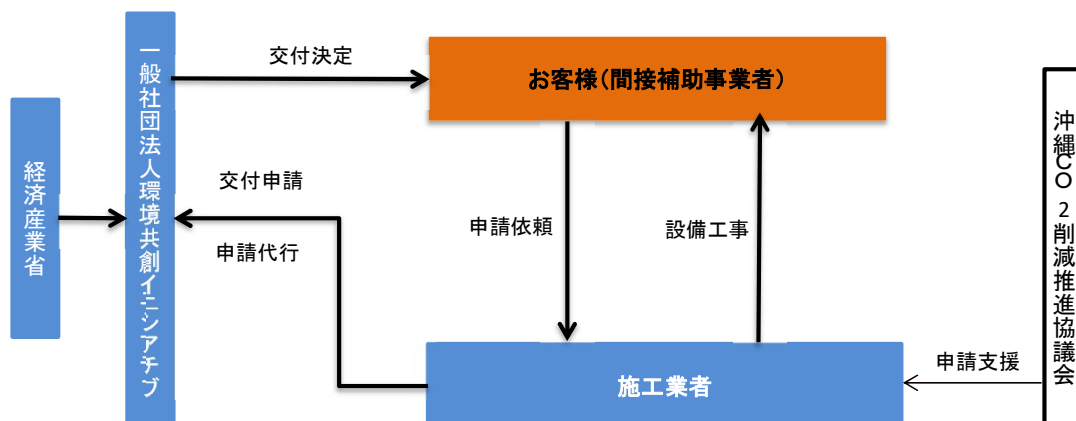 経済産業省
一般社団法人環境共創イニシアチブ
交付決定
お客様(間接補助事業者)
交付申請
申請代行
申請依頼
設備工事
施工業者
申請支援
沖縄CO2削減推進協議会